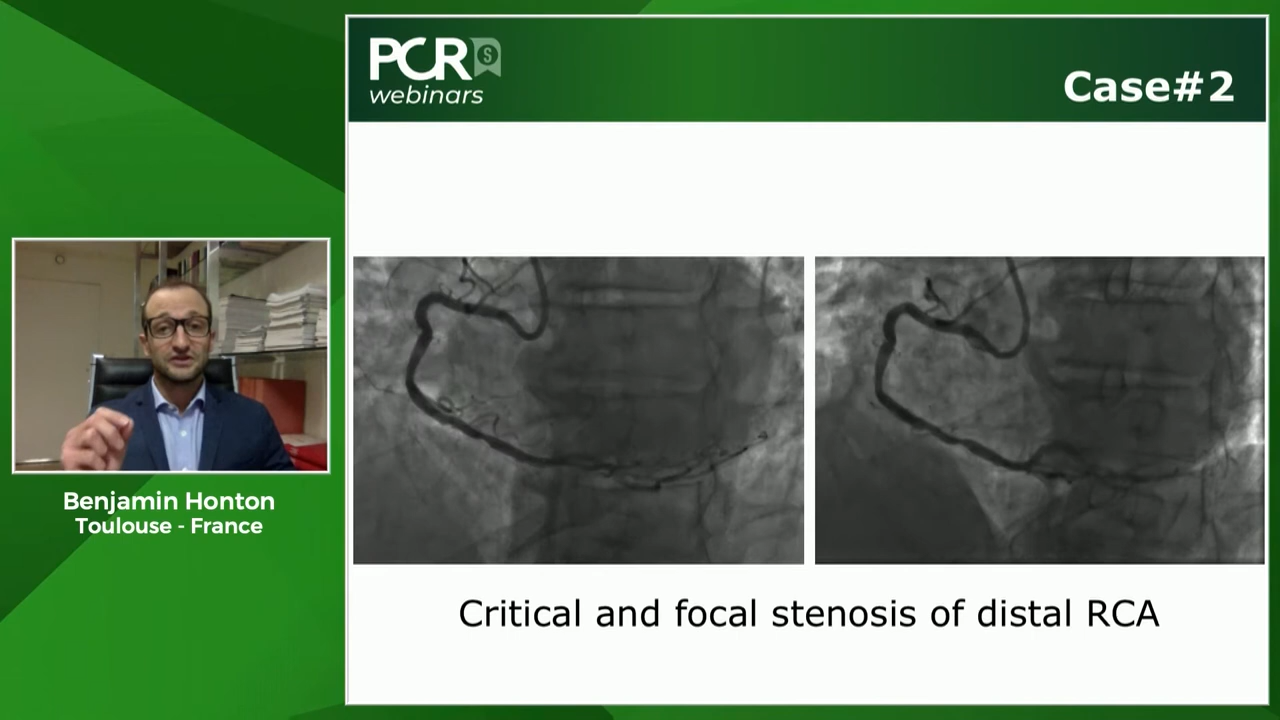 PCR
webinars
Case#2
Benjamin Honton
Toulouse - France
Critical and focal stenosis of distal RCA